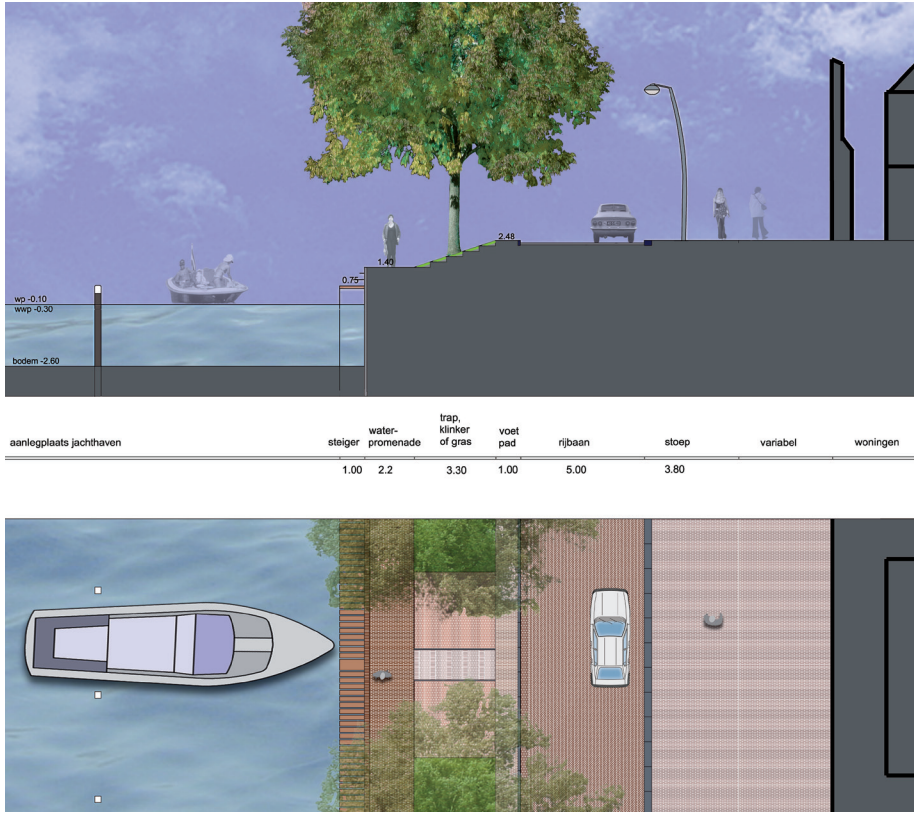 2.48
1.40
0.75
wp -0.10
wwp -0.30
bodem -2.60
aanlegplaats jachthaven
steiger
water-
promenade
trap,
klinker
of gras
voet
pad
rijbaan
stoep
variabel
woningen
1.00 2.2 3.30 1.00 5.00 3.80